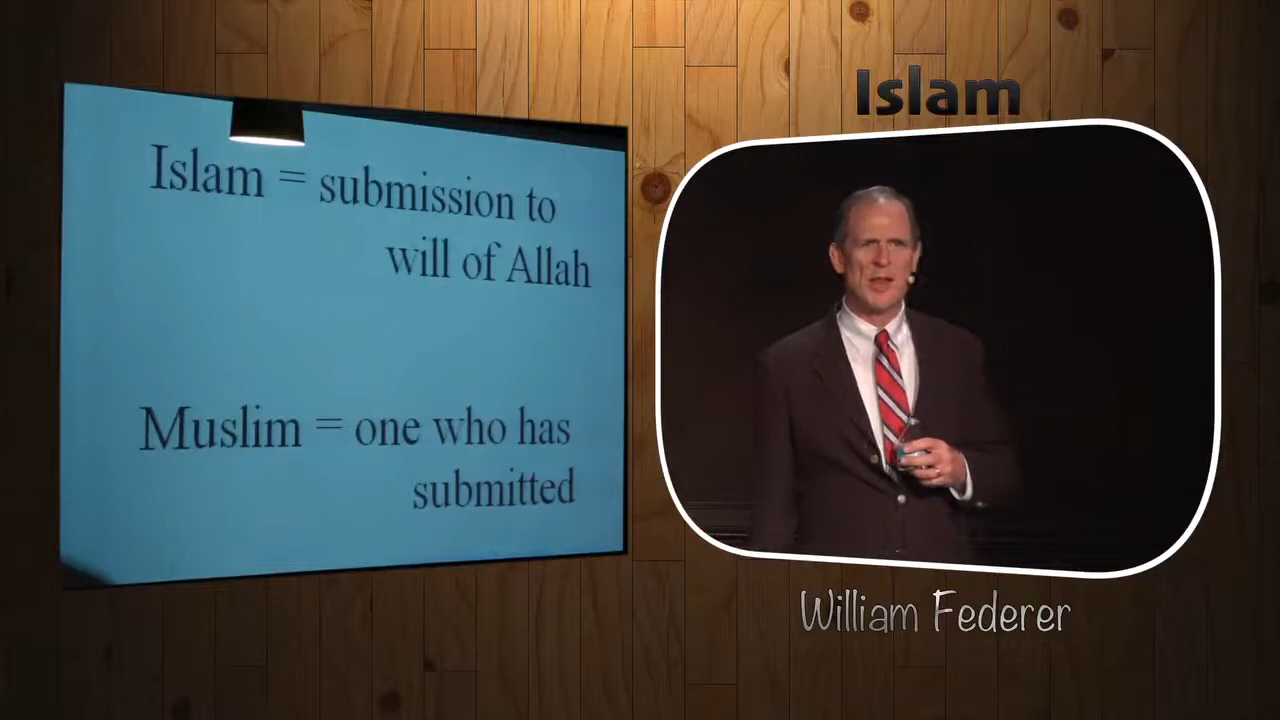 Islam = submission to
will of Allah
Muslim = one who has
submitted
Islam
William Federer